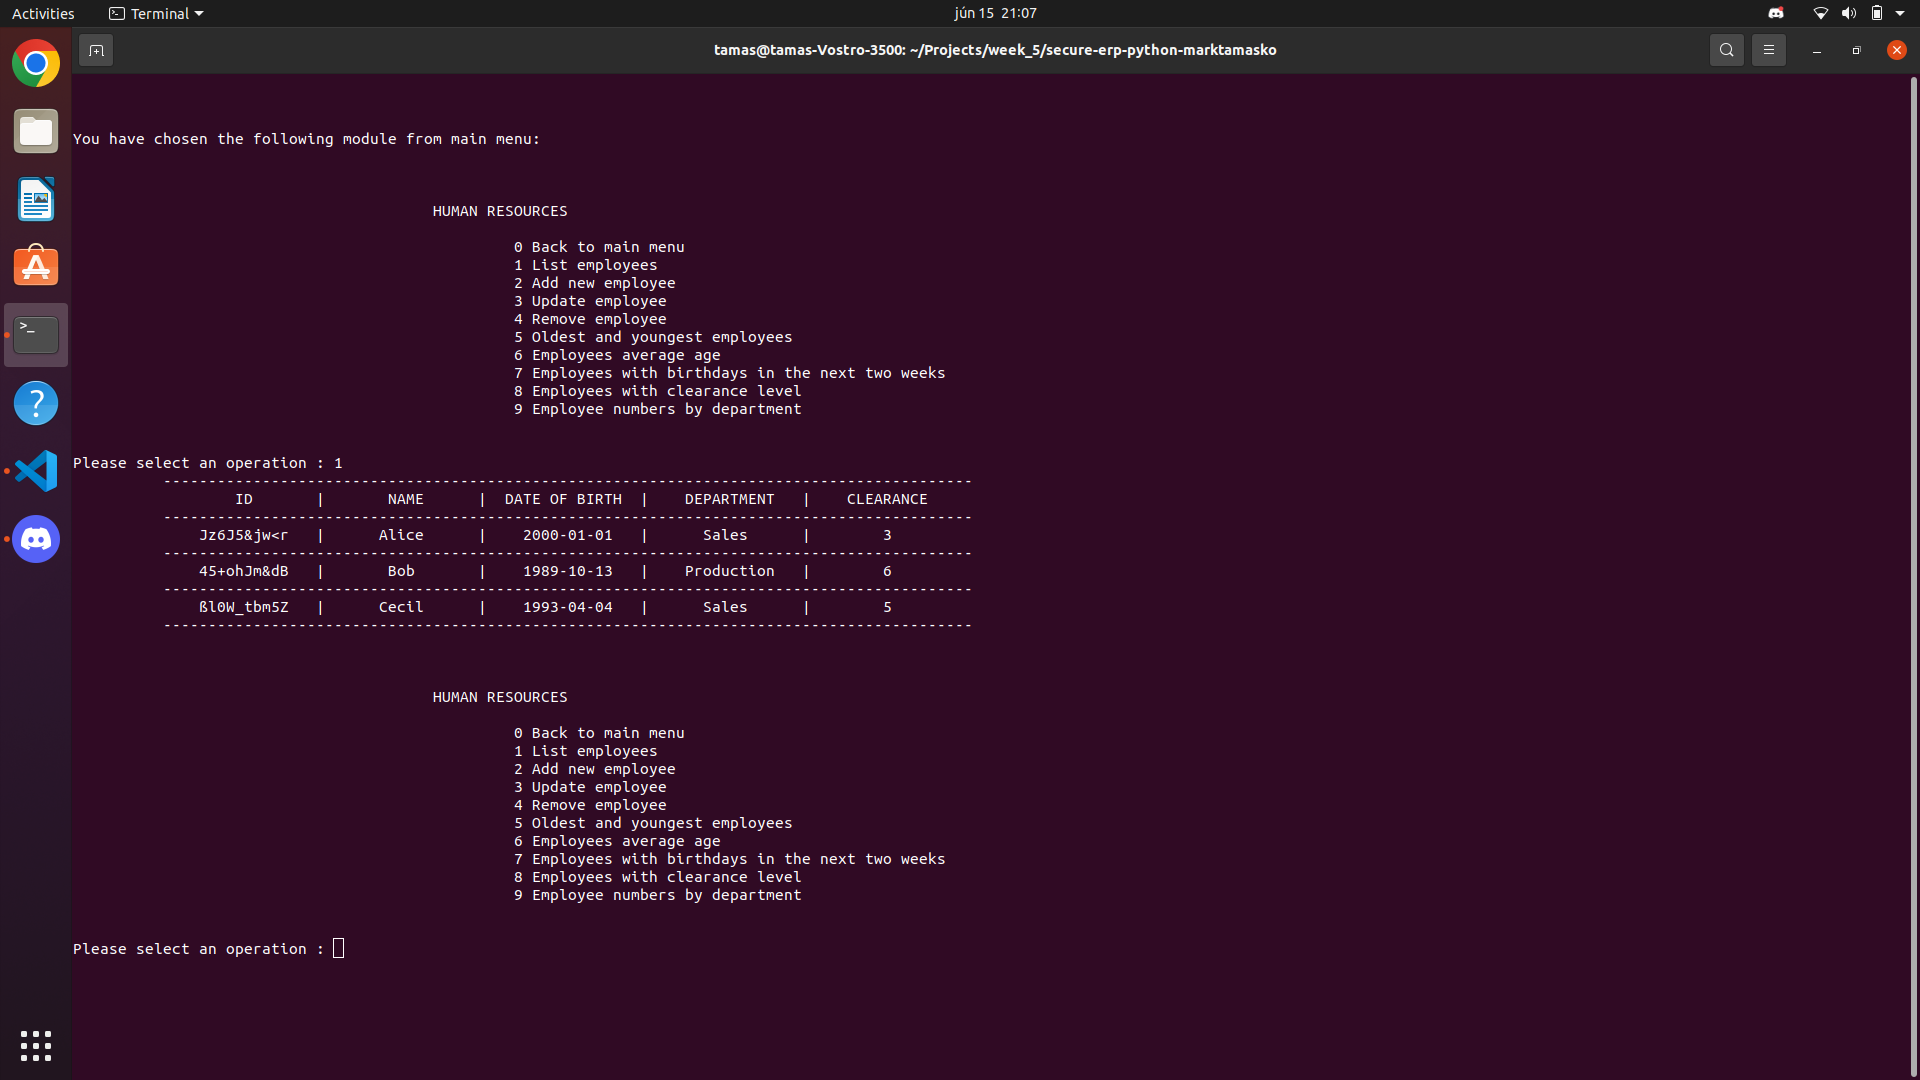 Activities Terminal jún 15 21:07
tamas@tamas-Vostro-3500: ~/Projects/week_5/secure-erp-python-marktamasko
You have chosen the following module from main menu:
HUMAN RESOURCES
0 Back to main menu
1 List employees
2 Add new employee
3 Update employee
4 Remove employee
5 Oldest and youngest employees
6 Employees average age
7 Employees with birthdays in the next two weeks
8 Employees with clearance level
9 Employee numbers by department
Please select an operation : 1
------------------------------------------------------------------------------------------
ID | NAME | DATE OF BIRTH | DEPARTMENT | CLEARANCE
------------------------------------------------------------------------------------------
Jz6J5&jw<r | Alice | 2000-01-01 | Sales | 3
------------------------------------------------------------------------------------------
45+ohJm&dB | Bob | 1989-10-13 | Production | 6
------------------------------------------------------------------------------------------
ßl0W_tbm5Z | Cecil | 1993-04-04 | Sales | 5
------------------------------------------------------------------------------------------
HUMAN RESOURCES
0 Back to main menu
1 List employees
2 Add new employee
3 Update employee
4 Remove employee
5 Oldest and youngest employees
6 Employees average age
7 Employees with birthdays in the next two weeks
8 Employees with clearance level
9 Employee numbers by department
Please select an operation :